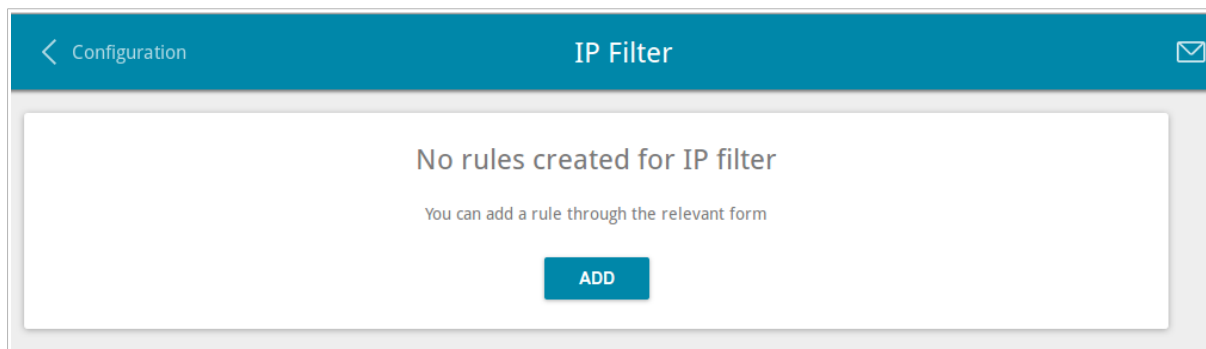 Configuration
IP Filter
No rules created for IP filter
You can add a rule through the relevant form
ADD